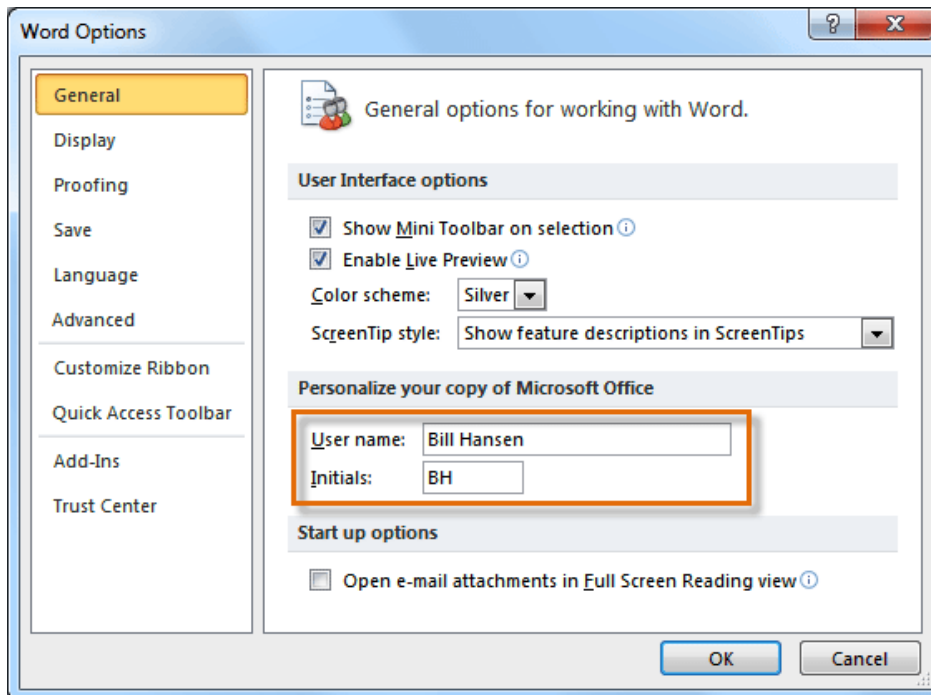 Word Options
General
Display
Proofing
Save
Language
Advanced
Customize Ribbon
Quick Access Toolbar
Add-Ins
Trust Center
General options for working with Word.
User Interface options
Show Mini Toolbar on selection
Enable Live Preview
Color scheme: Silver
ScreenTip style: Show feature descriptions in ScreenTips
Personalize your copy of Microsoft Office
User name: Bill Hansen
Initials: BH
Start up options
Open e-mail attachments in Full Screen Reading view
OK Cancel